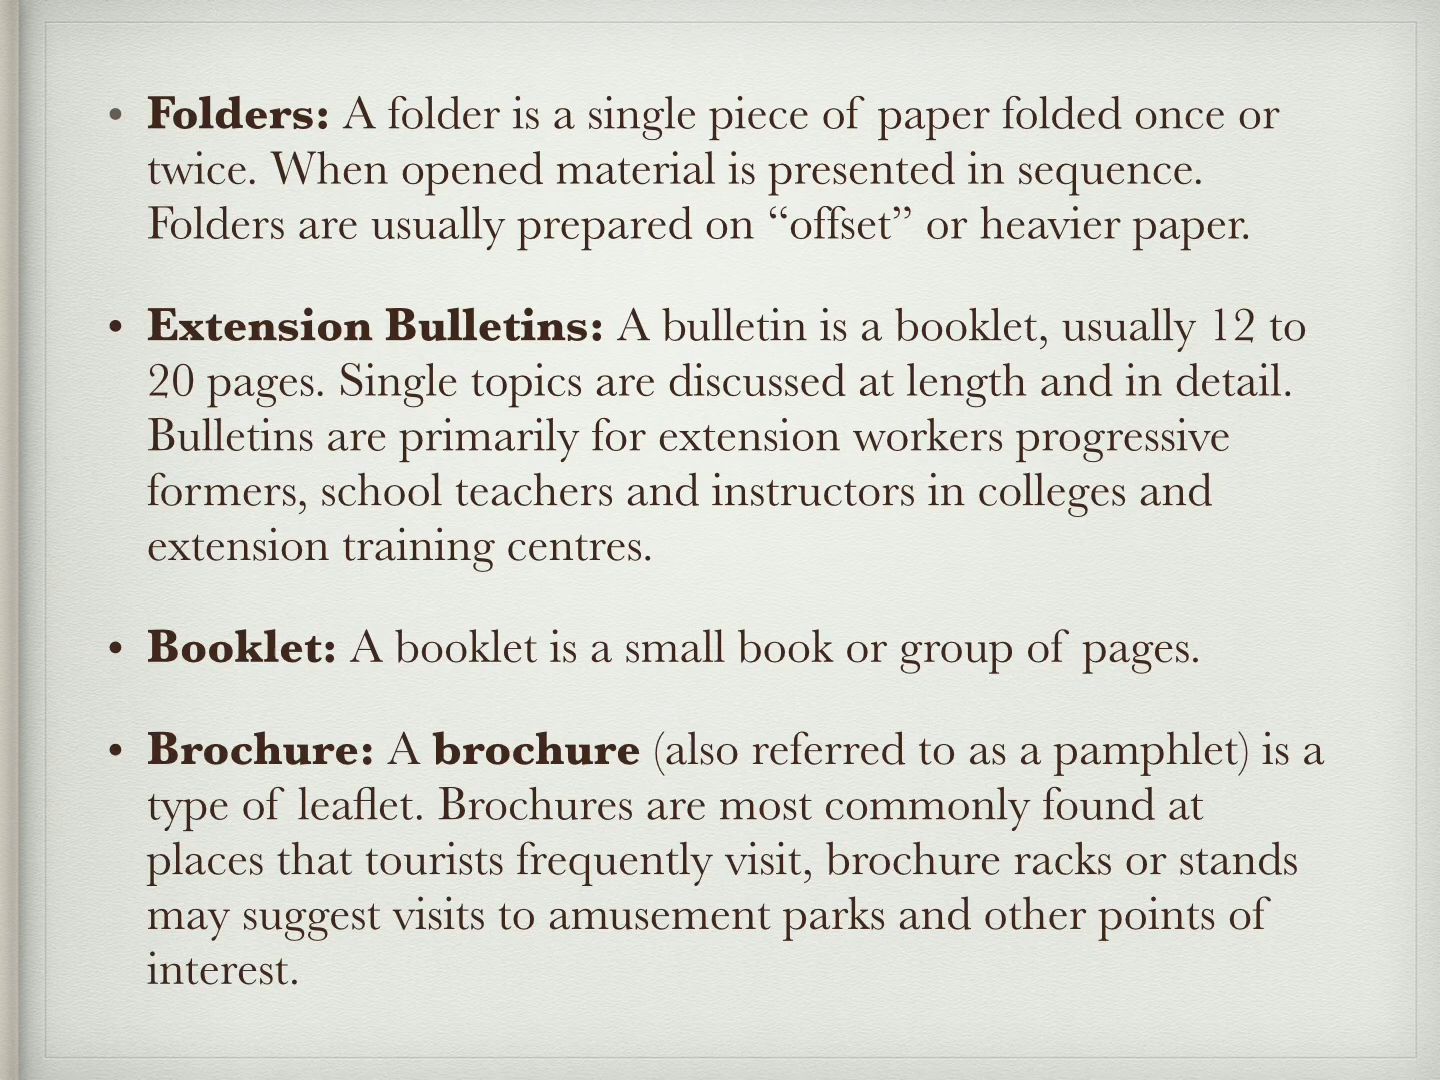 • Folders: A folder is a single piece of paper folded once or
twice. When opened material is presented in sequence.
Folders are usually prepared on “offset” or heavier paper.
• Extension Bulletins: A bulletin is a booklet, usually 12 to
20 pages. Single topics are discussed at length and in detail.
Bulletins are primarily for extension workers progressive
formers, school teachers and instructors in colleges and
extension training centres.
• Booklet: A booklet is a small book or group of pages.
• Brochure: A brochure (also referred to as a pamphlet) is a
type of leaflet. Brochures are most commonly found at
places that tourists frequently visit, brochure racks or stands
may suggest visits to amusement parks and other points of
interest.